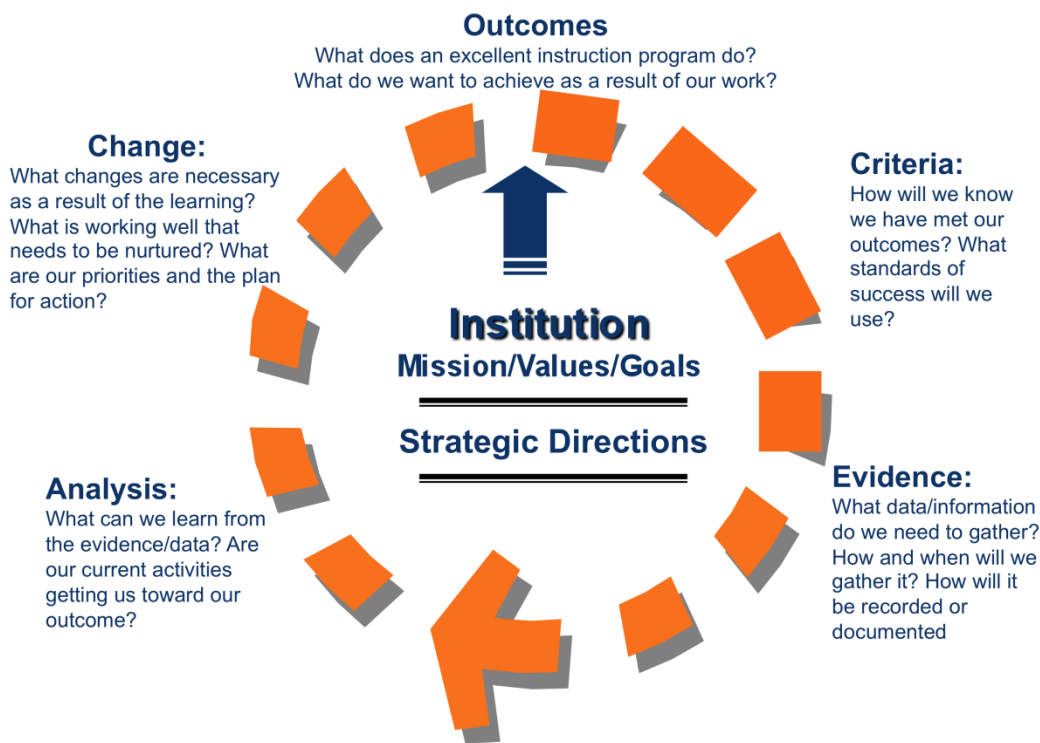 Outcomes
What does an excellent instruction program do?
What do we want to achieve as a result of our work?
Change:
What changes are necessary
as a result of the learning?
What is working well that
needs to be nurtured? What
are our priorities and the plan
for action?
Criteria:
How will we know
we have met our
outcomes? What
standards of
success will we
use?
Institution
Mission/Values/Goals
Strategic Directions
Analysis:
What can we learn from
the evidence/data? Are
our current activities
getting us toward our
outcome?
Evidence:
What data/information
do we need to gather?
How and when will we
gather it? How will it
be recorded or
documented